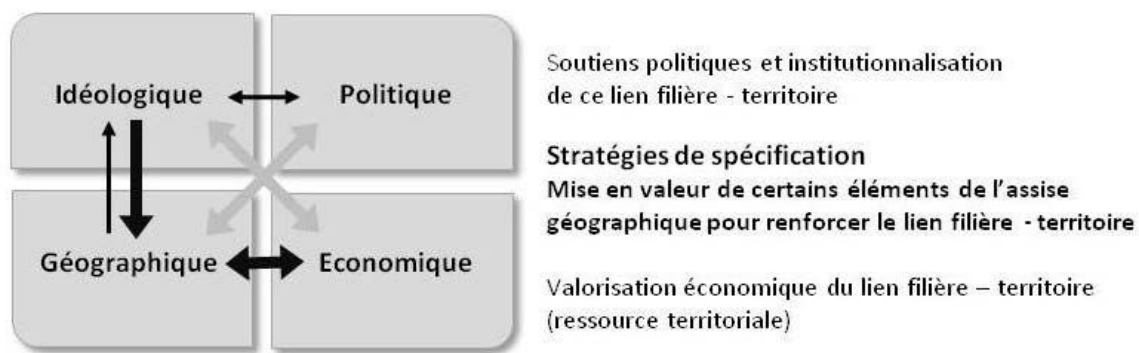 Idéologique
Politique
Géographique
Economique
Soutiens politiques et institutionnalisation
de ce lien filière - territoire
Stratégies de spécification
Mise en valeur de certains éléments de l'assise
géographique pour renforcer le lien filière - territoire
Valorisation économique du lien filière – territoire
(ressource territoriale)